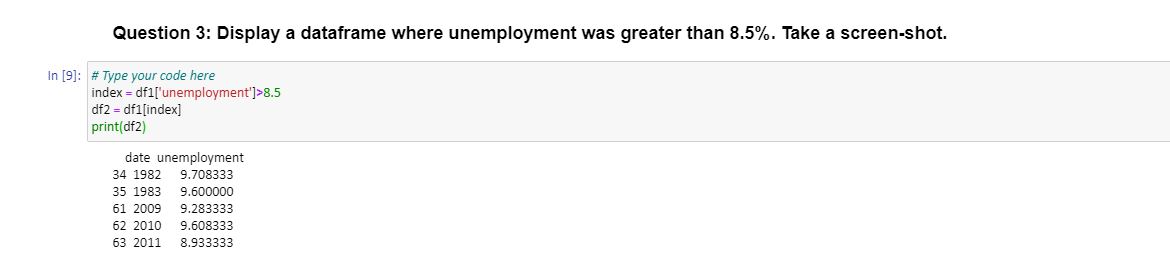 Question 3: Display a dataframe where unemployment was greater than 8.5%. Take a screen-shot.
In [9]: # Type your code here
index = df1['unemployment']>8.5
df2 = df1[index]
print(df2)
date unemployment
34 1982 9.708333
35 1983 9.600000
61 2009 9.283333
62 2010 9.608333
63 2011 8.933333